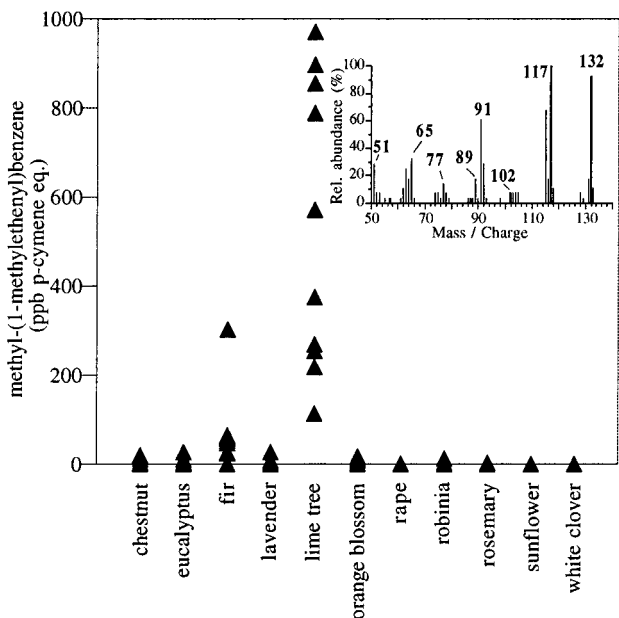 methyl-(1-methylethenyl)benzene
(ppb p-cymene eq.)
1000
800
600
400
200
0
Rel. abundance (%)
100
80
60
40
20
0
51
65
77
89
91
102
117
132
50
70
90
110
130
Mass / Charge
chestnut
eucalyptus
fir
lavender
lime tree
orange blossom
rape
robinia
rosemary
sunflower
white clover